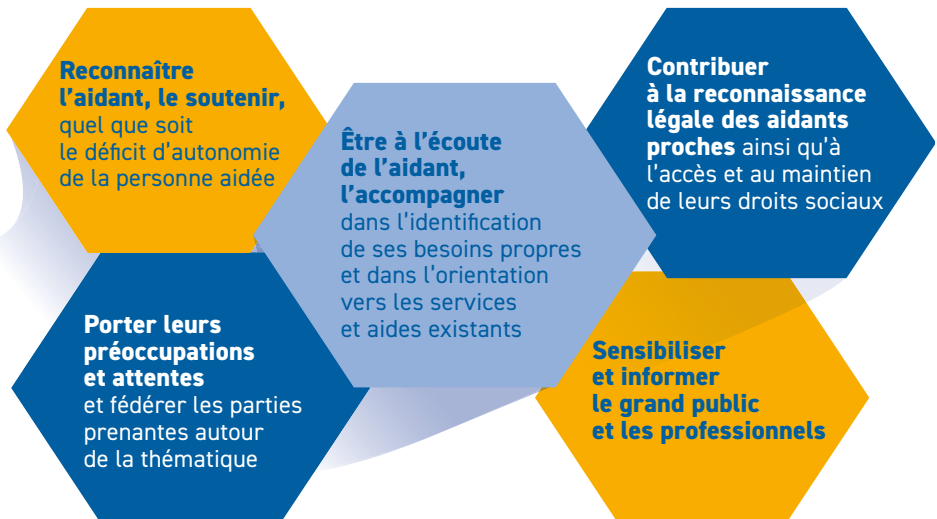 Reconnaître
l'aidant, le soutenir,
quel que soit
le déficit d'autonomie
de la personne aidée
Être à l'écoute
de l'aidant,
l'accompagner
dans l'identification
de ses besoins propres
et dans l'orientation
vers les services
et aides existants
Contribuer
à la reconnaissance
légale des aidants
proches ainsi qu'à
l'accès et au maintien
de leurs droits sociaux
Porter leurs
préoccupations
et attentes
et fédérer les parties
prenantes autour
de la thématique
Sensibiliser
et informer
le grand public
et les professionnels